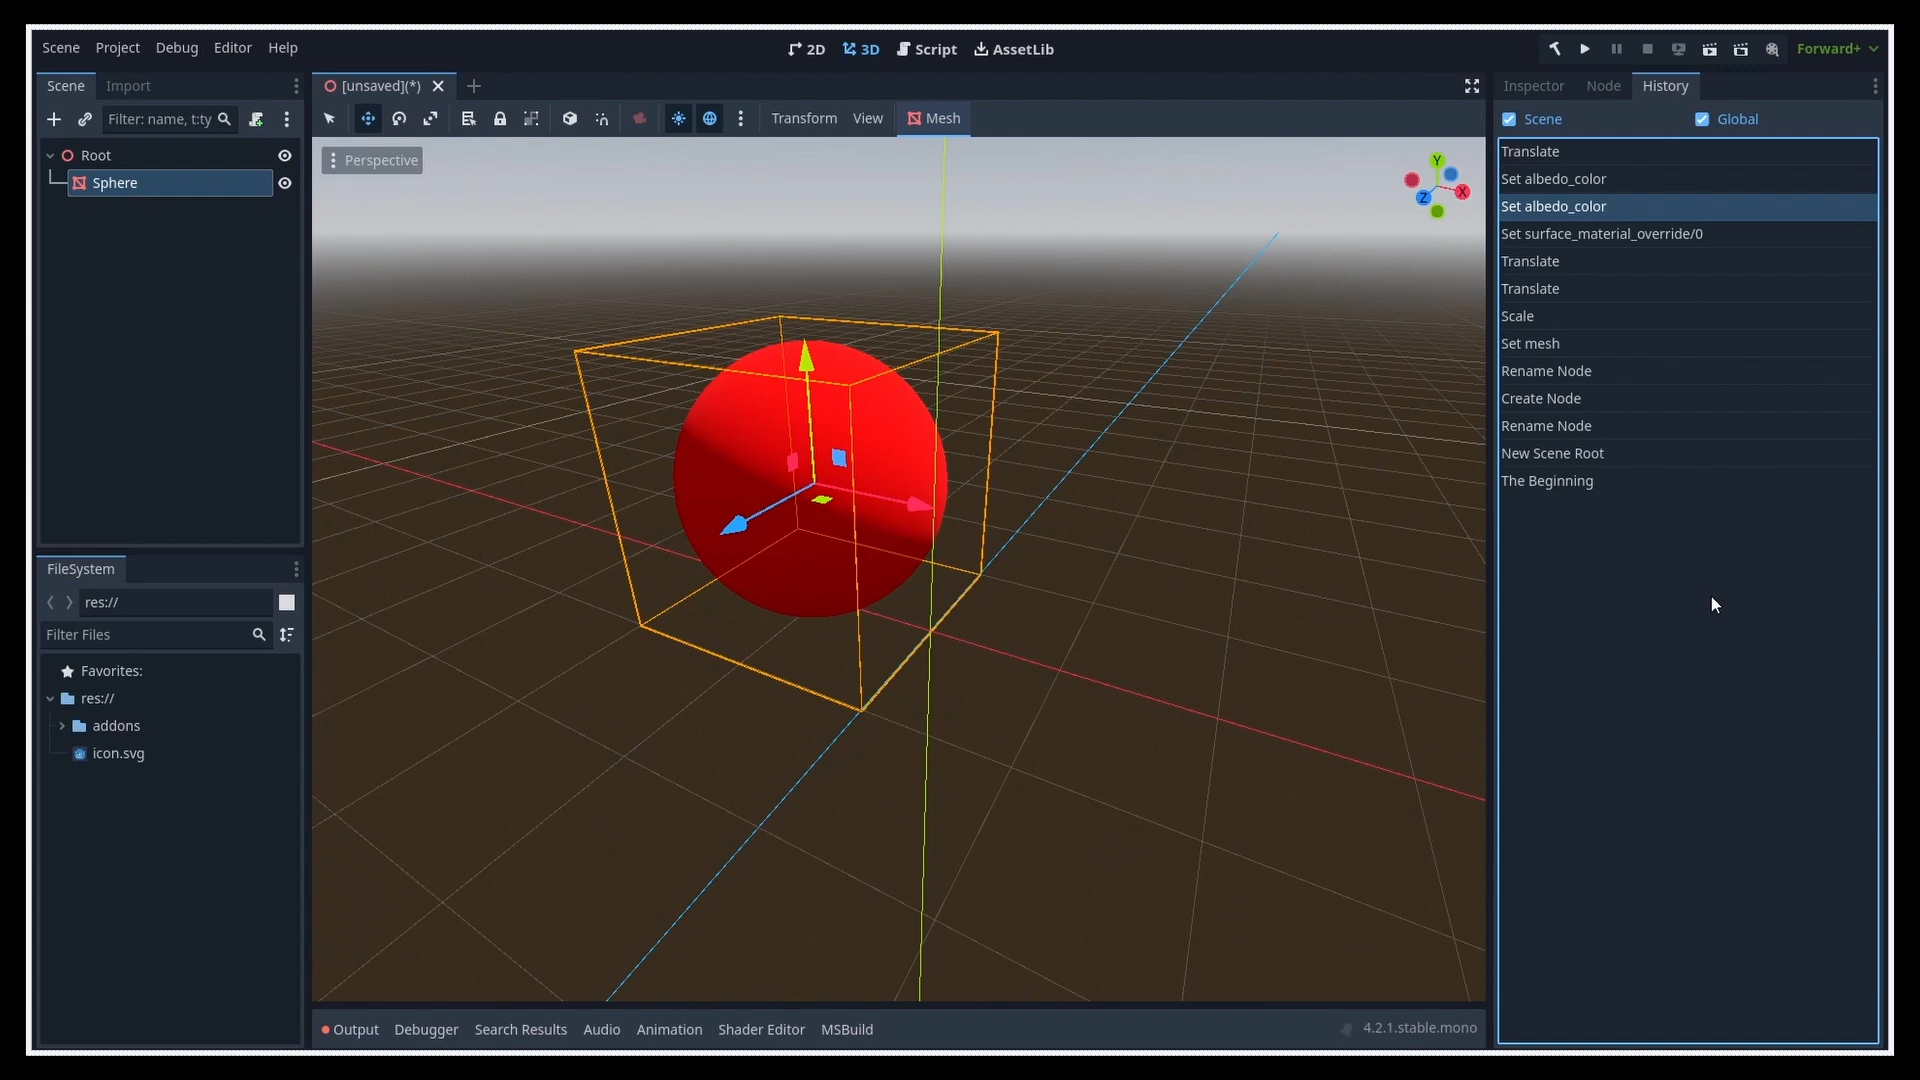 Scene Project Debug Editor Help
2D 3D Script AssetLib
Forward+
Scene Import
Filter: name, t:ty
Root
Sphere
[unsaved](*)
Transform View Mesh
Perspective
Y
X
Z
Inspector Node History
Scene Global
Translate
Set albedo_color
Set albedo_color
Set surface_material_override/0
Translate
Translate
Scale
Set mesh
Rename Node
Create Node
Rename Node
New Scene Root
The Beginning
FileSystem
res://
Filter Files
Favorites:
res://
addons
icon.svg
Output Debugger Search Results Audio Animation Shader Editor MSBuild
4.2.1.stable.mono